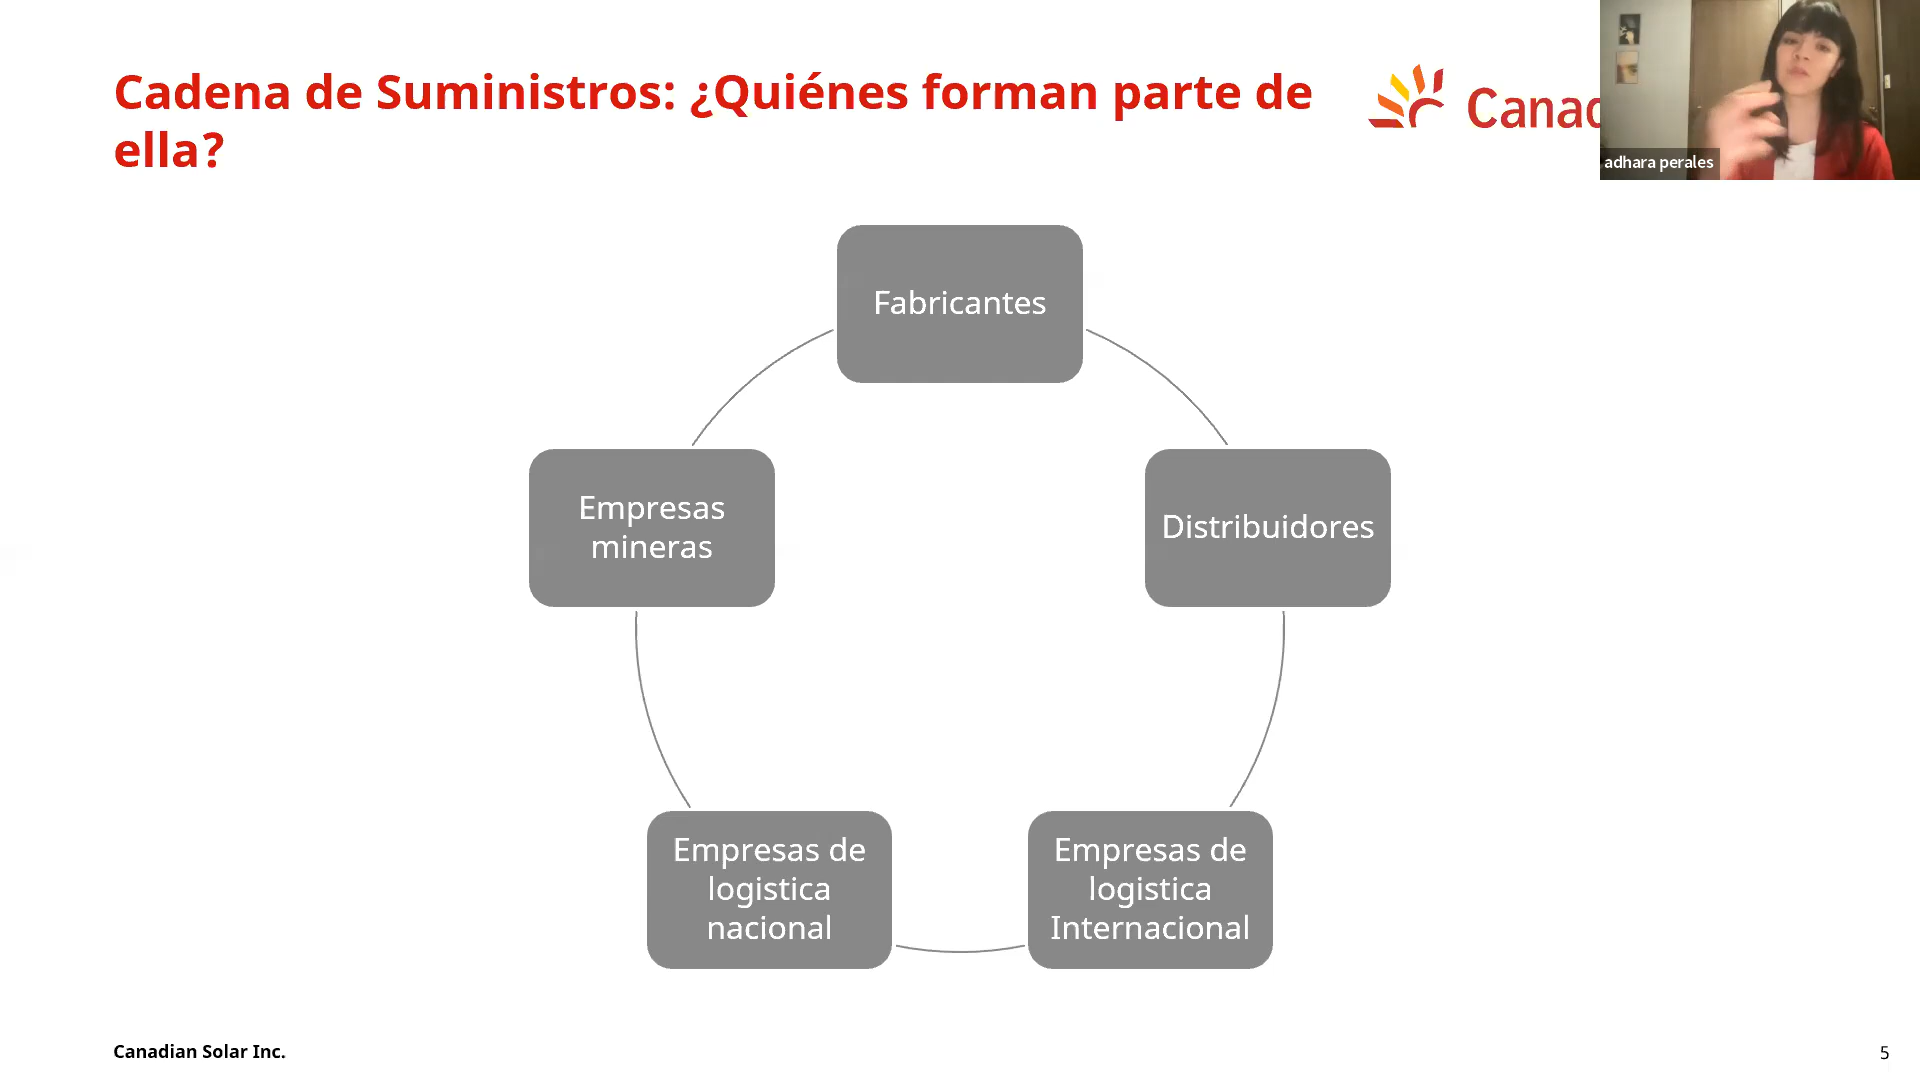 Cadena de Suministros: ¿Quiénes forman parte de
ella?
Canad
adhara perales
Fabricantes
Empresas
mineras
Distribuidores
Empresas de
logistica
nacional
Empresas de
logistica
Internacional
Canadian Solar Inc.
5